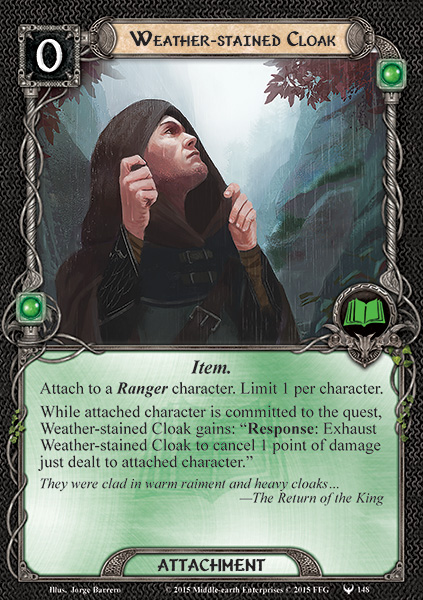 0
Weather-stained Cloak
Item.
Attach to a Ranger character. Limit 1 per character.
While attached character is committed to the quest,
Weather-stained Cloak gains: “Response: Exhaust
Weather-stained Cloak to cancel 1 point of damage
just dealt to attached character.”
They were clad in warm raiment and heavy cloaks…
—The Return of the King
ATTACHMENT
Illus. Jorge Barrero © 2015 Middle-earth Enterprises © 2015 FFG 148